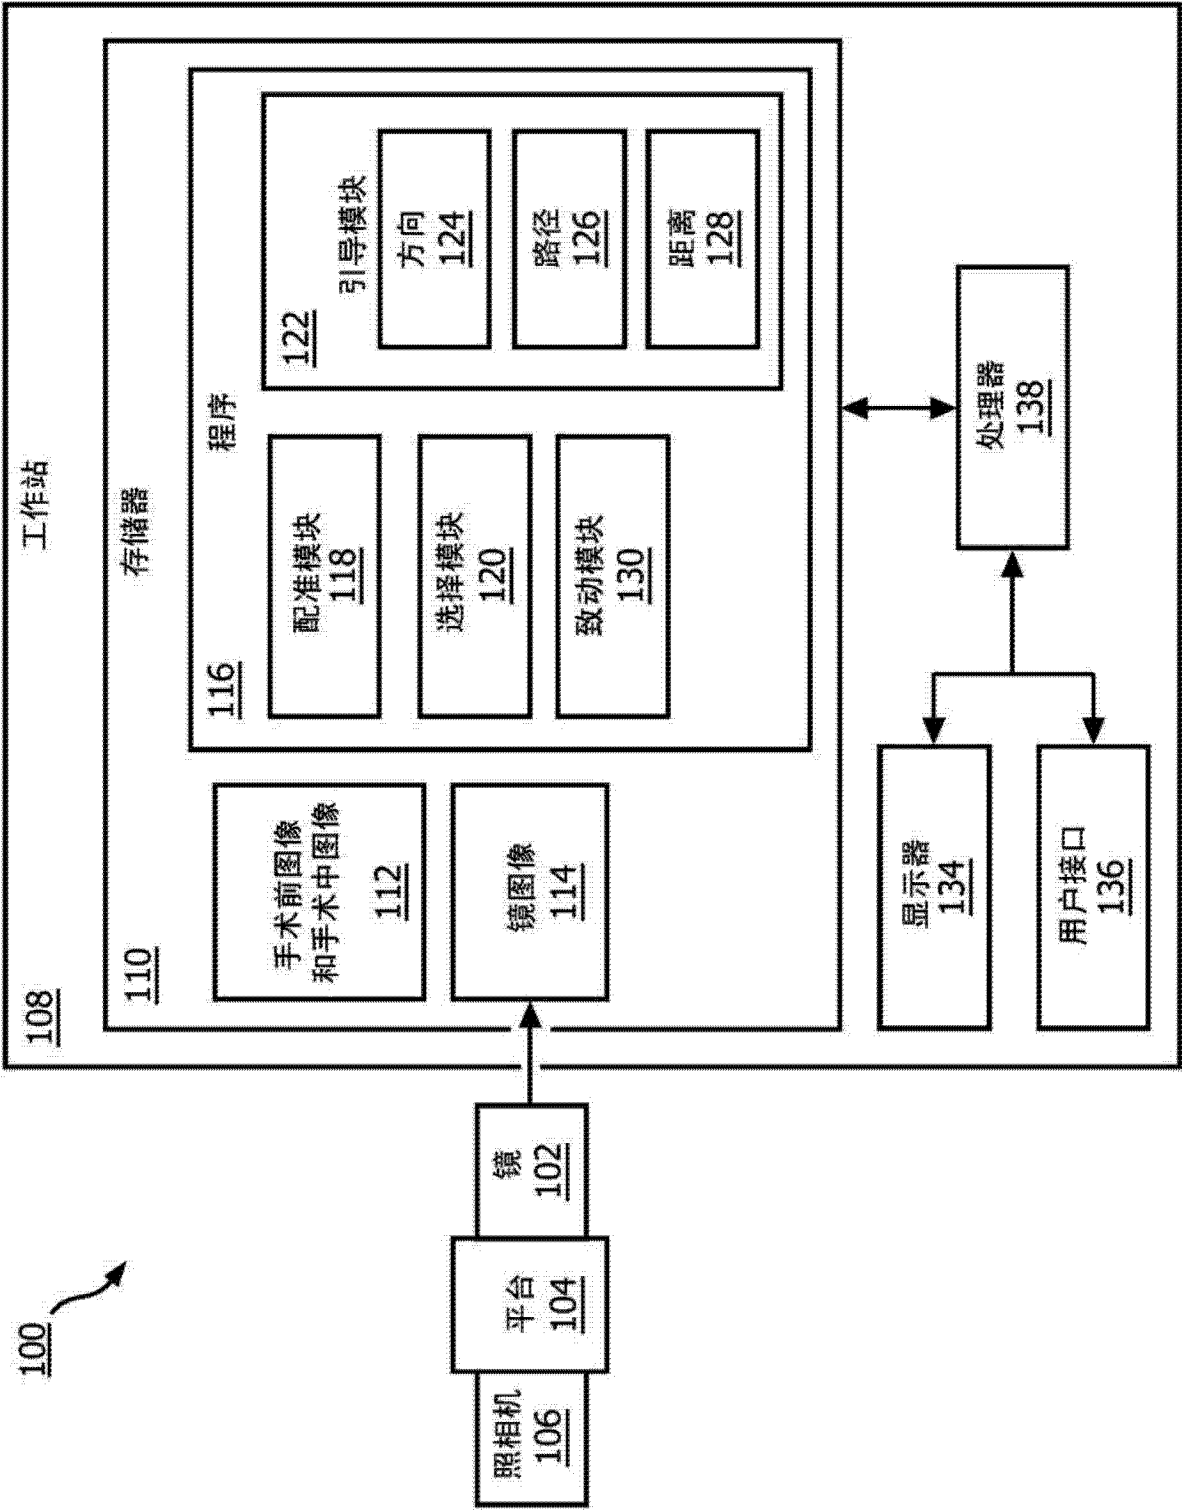 100
照相机
106
平台
104
镜
102
108
工作站
110
存储器
手术前图像
和手术中图像
112
镜图像
114
116
程序
配准模块
118
选择模块
120
致动模块
130
122
引导模块
方向
124
路径
126
距离
128
显示器
134
用户接口
136
处理器
138